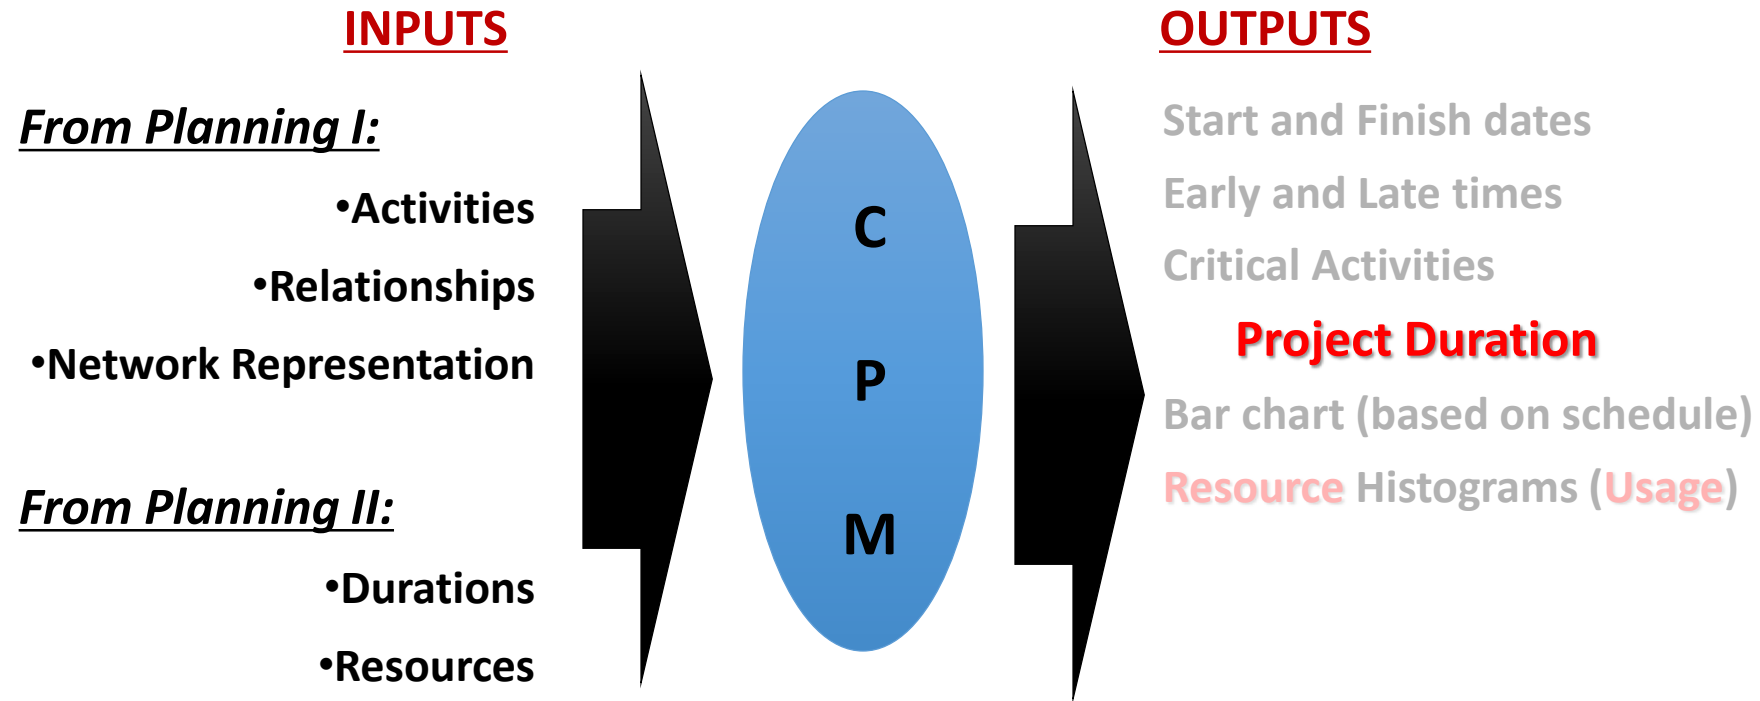 INPUTS
From Planning I:
•Activities
•Relationships
•Network Representation
From Planning II:
•Durations
•Resources
C
P
M
OUTPUTS
Start and Finish dates
Early and Late times
Critical Activities
Project Duration
Bar chart (based on schedule)
Resource Histograms (Usage)